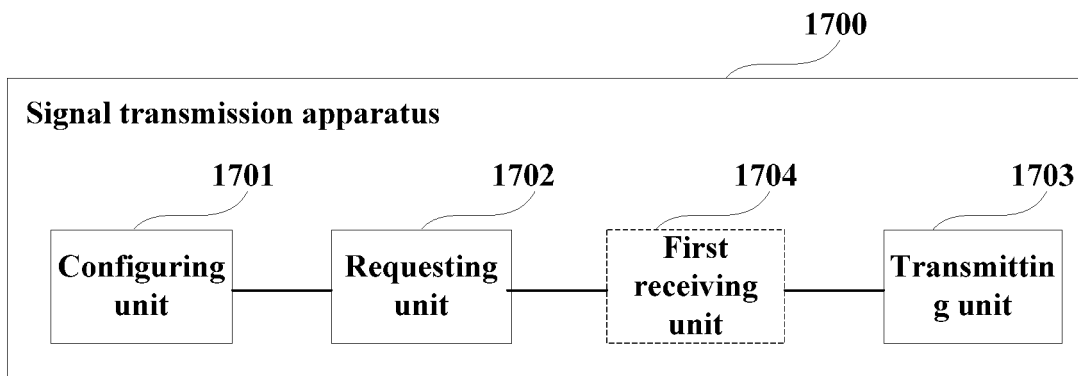 1700
Signal transmission apparatus
1701
1702
1704
1703
Configuring
unit
Requesting
unit
First
receiving
unit
Transmittin
g unit